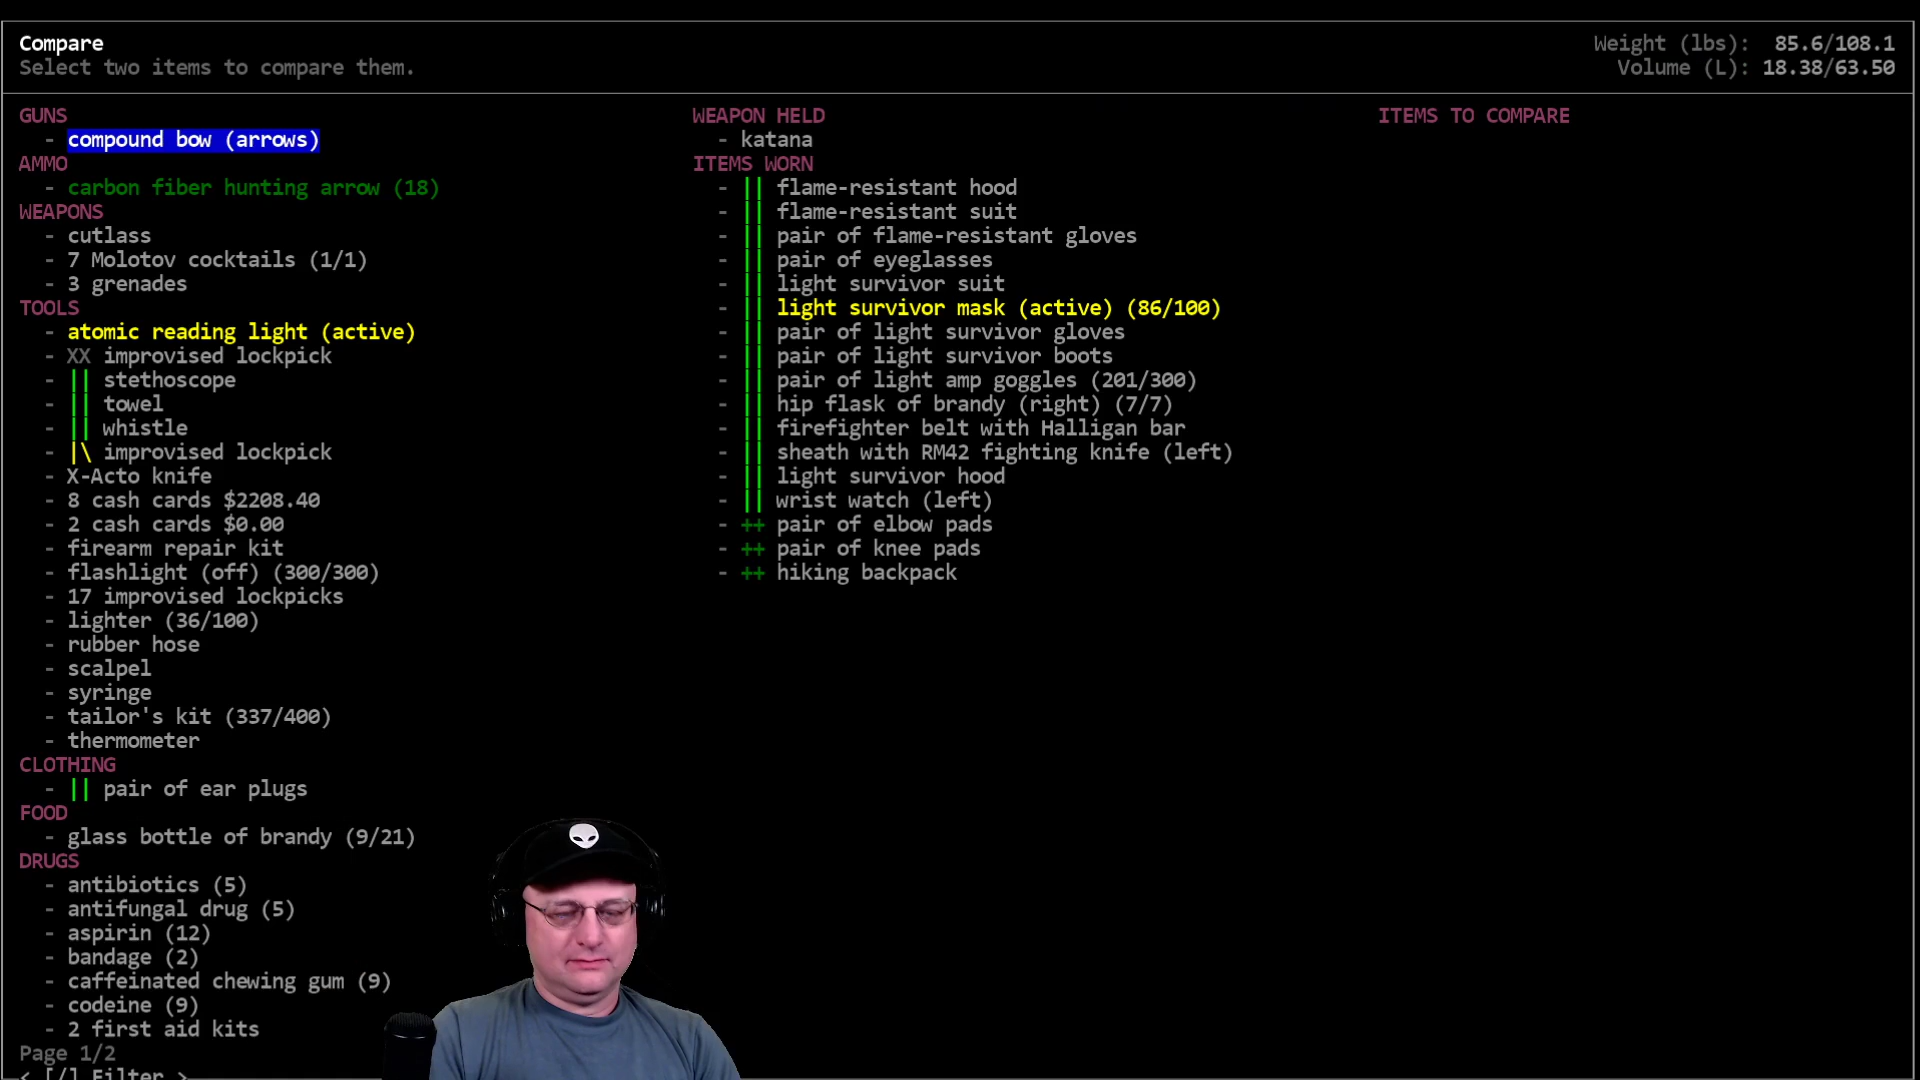 Compare
Select two items to compare them.
Weight (lbs): 85.6/108.1
Volume (L): 18.38/63.50
GUNS
- compound bow (arrows)
AMMO
- carbon fiber hunting arrow (18)
WEAPONS
- cutlass
- 7 Molotov cocktails (1/1)
- 3 grenades
TOOLS
- atomic reading light (active)
- XX improvised lockpick
- || stethoscope
- || towel
- || whistle
- |\ improvised lockpick
- X-Acto knife
- 8 cash cards $2208.40
- 2 cash cards $0.00
- firearm repair kit
- flashlight (off) (300/300)
- 17 improvised lockpicks
- lighter (36/100)
- rubber hose
- scalpel
- syringe
- tailor's kit (337/400)
- thermometer
CLOTHING
- || pair of ear plugs
FOOD
- glass bottle of brandy (9/21)
DRUGS
- antibiotics (5)
- antifungal drug (5)
- aspirin (12)
- bandage (2)
- caffeinated chewing gum (9)
- codeine (9)
- 2 first aid kits
Page 1/2
< [/] Filter >
WEAPON HELD
- katana
ITEMS WORN
- || flame-resistant hood
- || flame-resistant suit
- || pair of flame-resistant gloves
- || pair of eyeglasses
- || light survivor suit
- || light survivor mask (active) (86/100)
- || pair of light survivor gloves
- || pair of light survivor boots
- || pair of light amp goggles (201/300)
- || hip flask of brandy (right) (7/7)
- || firefighter belt with Halligan bar
- || sheath with RM42 fighting knife (left)
- || light survivor hood
- || wrist watch (left)
- ++ pair of elbow pads
- ++ pair of knee pads
- ++ hiking backpack
ITEMS TO COMPARE